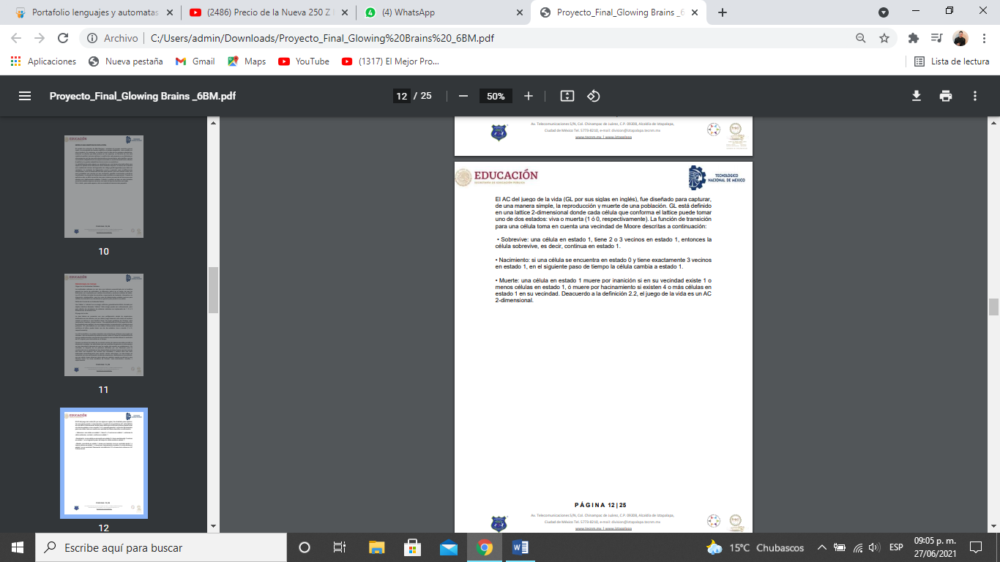 Portafolio lenguajes y automatas
(2486) Precio de la Nueva 250 Z
(4) WhatsApp
Proyecto_Final_Glowing Brains _6
Archivo
C:/Users/admin/Downloads/Proyecto_Final_Glowing%20Brains%20_6BM.pdf
Aplicaciones
Nueva pestaña
Gmail
Maps
YouTube
(1317) El Mejor Pro...
Lista de lectura
Proyecto_Final_Glowing Brains _6BM.pdf
12 / 25
50%
10
11
12
Av. Telecomunicaciones S/N, Col. Chinampac de Juárez, C.P. 09208, Alcaldía de Iztapalapa,
Ciudad de México Tel. 5773-8210, e-mail: division@iztapalapa.tecnm.mx
www.tecnm.mx | www.iztapalapa
EDUCACIÓN
SECRETARÍA DE EDUCACIÓN PÚBLICA
TECNOLÓGICO
NACIONAL DE MÉXICO
El AC del juego de la vida (GL por sus siglas en inglés), fue diseñado para capturar,
de una manera simple, la reproducción y muerte de una población. GL está definido
en una lattice 2-dimensional donde cada célula que conforma el lattice puede tomar
uno de dos estados: viva o muerta (1 ó 0, respectivamente). La función de transición
para una célula toma en cuenta una vecindad de Moore descritas a continuación:
• Sobrevive: una célula en estado 1, tiene 2 o 3 vecinos en estado 1, entonces la
célula sobrevive, es decir, continua en estado 1.
• Nacimiento: si una célula se encuentra en estado 0 y tiene exactamente 3 vecinos
en estado 1, en el siguiente paso de tiempo la célula cambia a estado 1.
• Muerte: una célula en estado 1 muere por inanición si en su vecindad existe 1 o
menos células en estado 1, ó muere por hacinamiento si existen 4 o más células en
estado 1 en su vecindad. Deacuerdo a la definición 2.2, el juego de la vida es un AC
2-dimensional.
PÁGINA 12|25
Av. Telecomunicaciones S/N, Col. Chinampac de Juárez, C.P. 09208, Alcaldía de Iztapalapa,
Ciudad de México Tel. 5773-8210, e-mail: division@iztapalapa.tecnm.mx
www.tecnm.mx | www.iztapalapa
Escribe aquí para buscar
15°C Chubascos
ESP
09:05 p. m.
27/06/2021